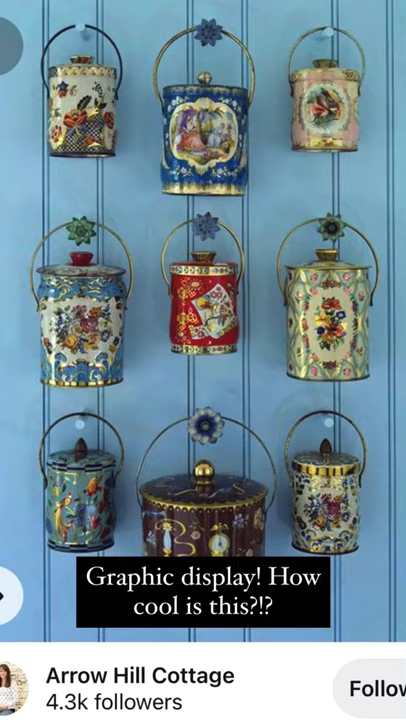 Graphic display! How
cool is this?!?
Arrow Hill Cottage
4.3k followers
Follow